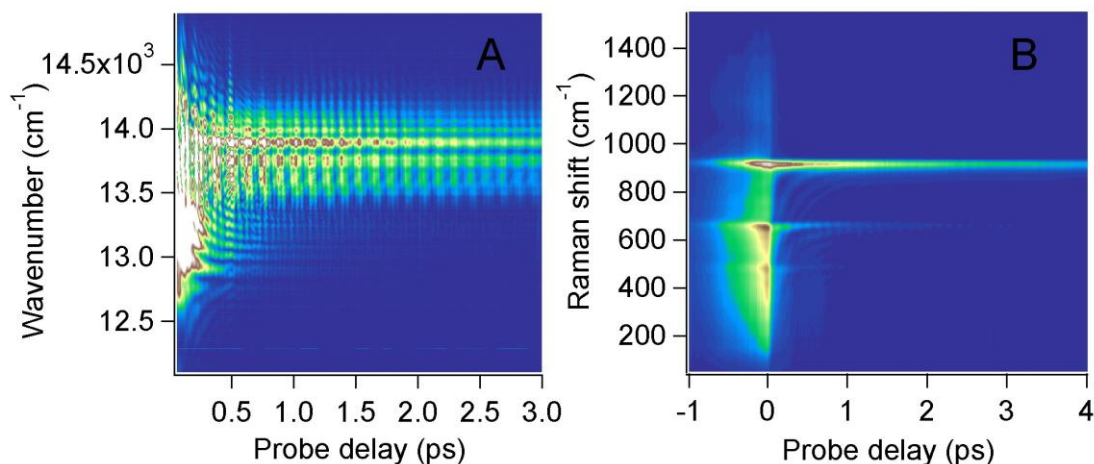 A
Wavenumber (cm⁻¹)
14.5x10³
14.0
13.5
13.0
12.5
0.5 1.0 1.5 2.0 2.5 3.0
Probe delay (ps)
B
Raman shift (cm⁻¹)
1400
1200
1000
800
600
400
200
-1 0 1 2 3 4
Probe delay (ps)